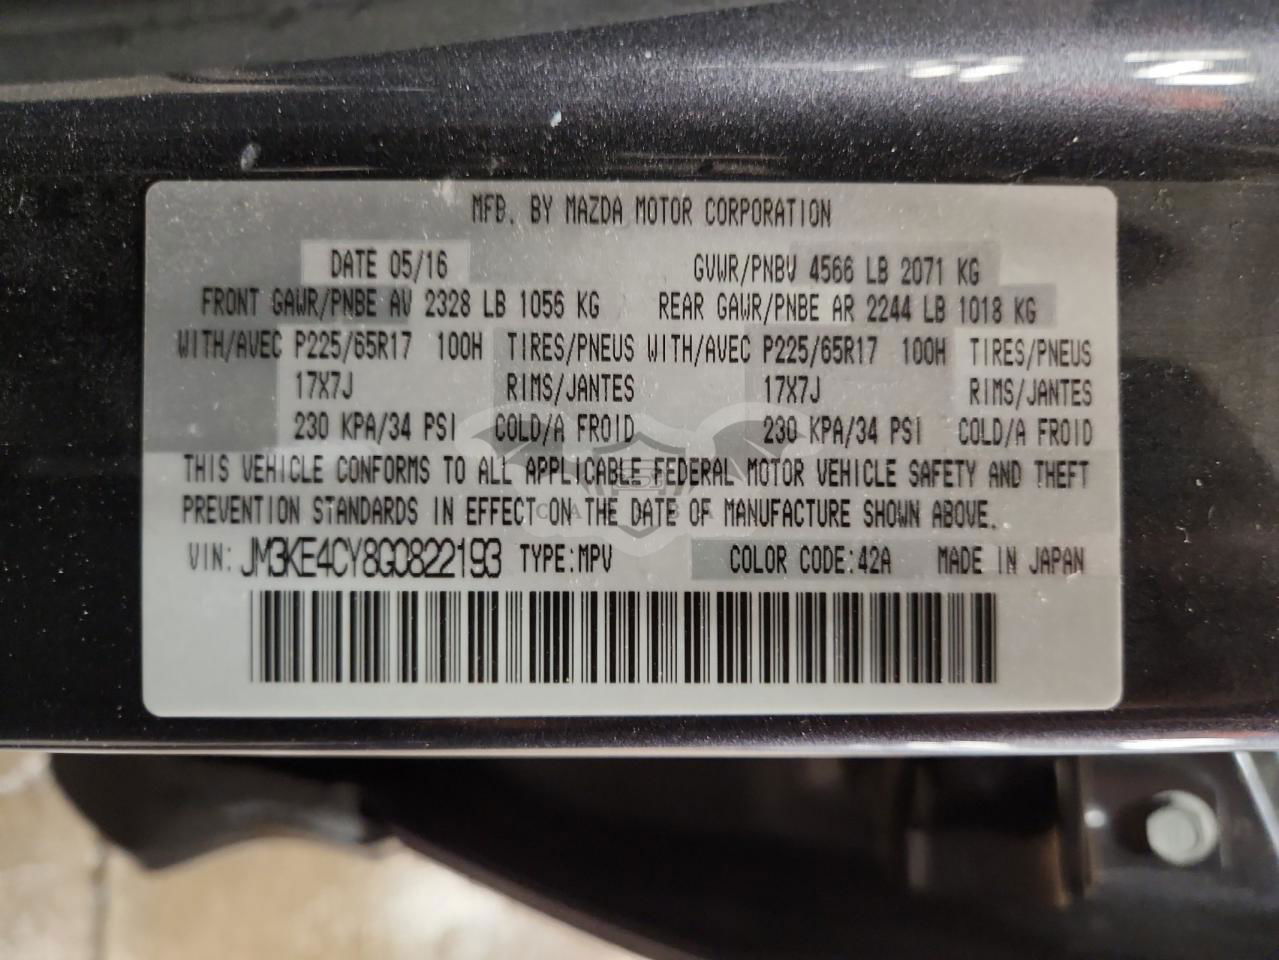 MFB. BY MAZDA MOTOR CORPORATION
DATE 05/16 GVWR/PNBV 4566 LB 2071 KG
FRONT GAWR/PNBE AV 2328 LB 1056 KG REAR GAWR/PNBE AR 2244 LB 1018 KG
WITH/AVEC P225/65R17 100H TIRES/PNEUS WITH/AVEC P225/65R17 100H TIRES/PNEUS
17X7J RIMS/JANTES 17X7J RIMS/JANTES
230 KPA/34 PSI COLD/A FROID 230 KPA/34 PSI COLD/A FROID
THIS VEHICLE CONFORMS TO ALL APPLICABLE FEDERAL MOTOR VEHICLE SAFETY AND THEFT
PREVENTION STANDARDS IN EFFECT ON THE DATE OF MANUFACTURE SHOWN ABOVE.
VIN: JM3KE4CY8G0822193 TYPE:MPV COLOR CODE:42A MADE IN JAPAN